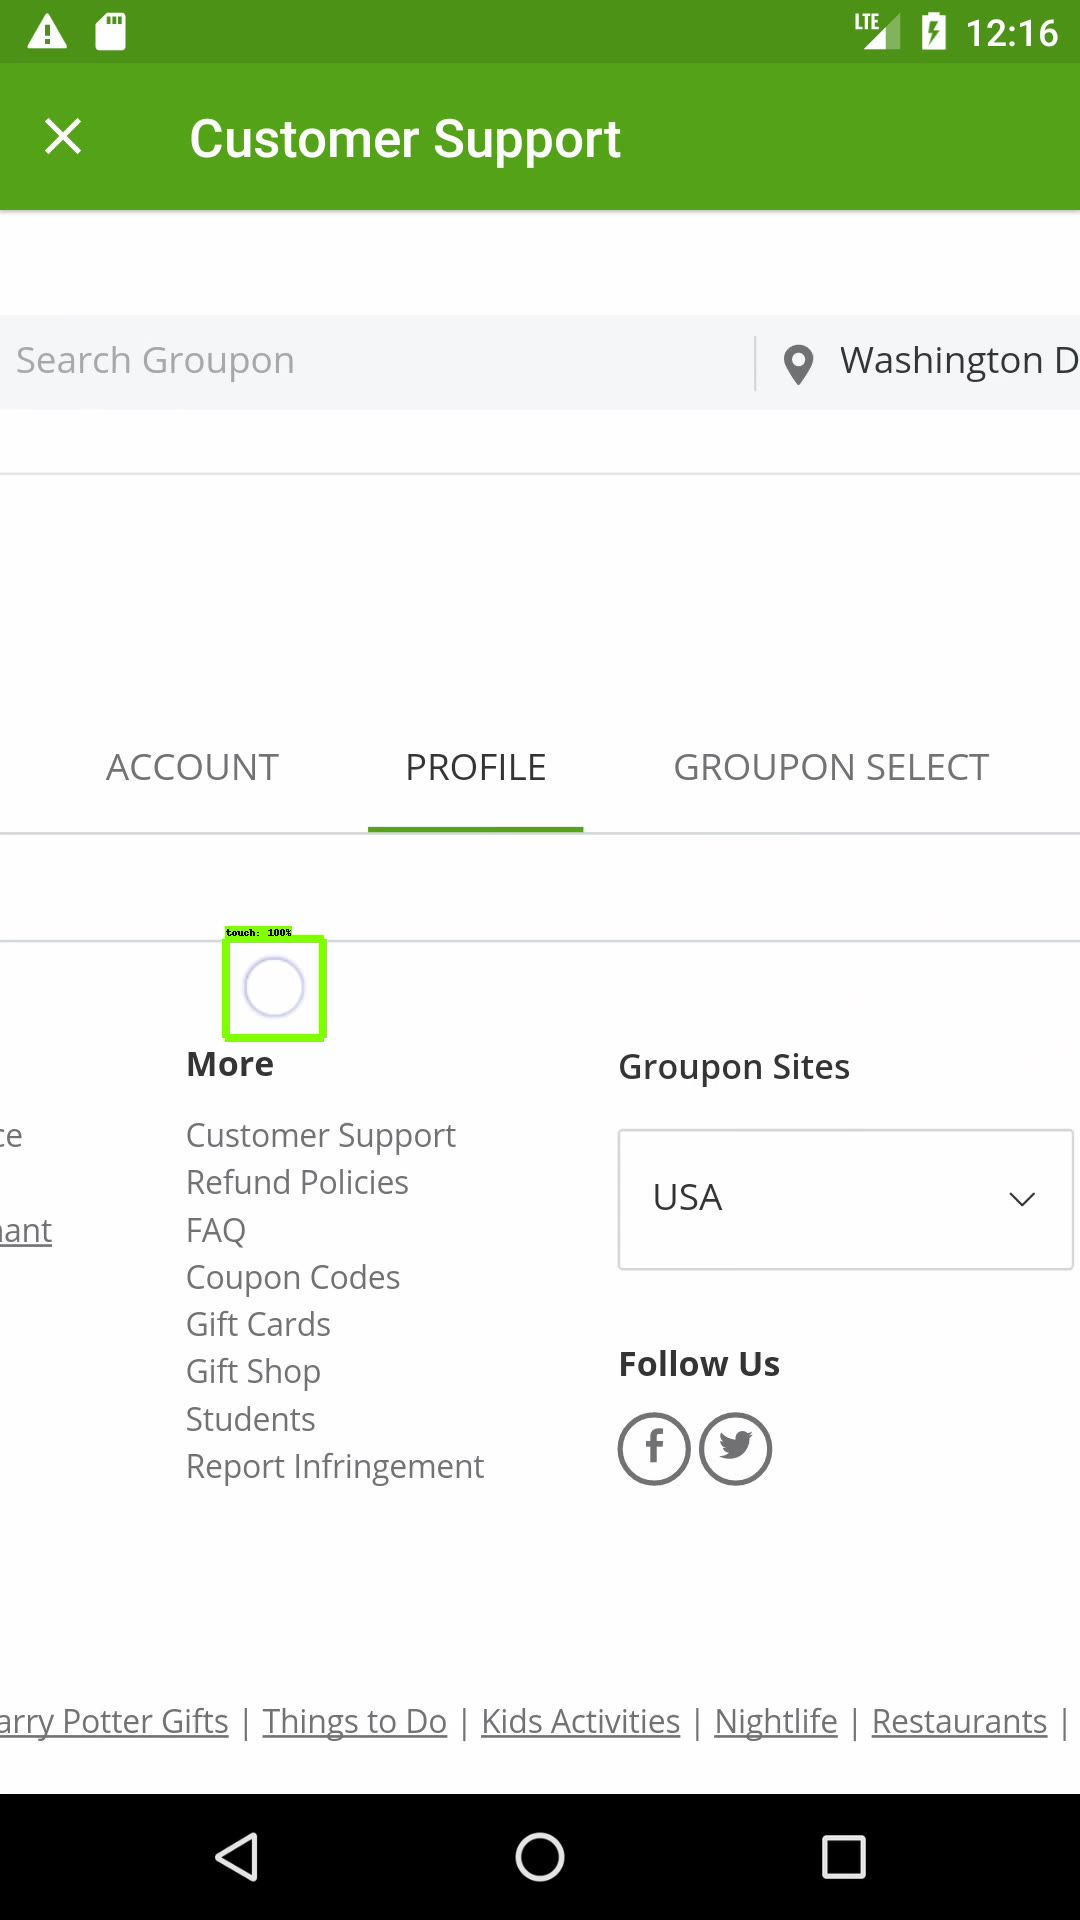 LTE 12:16
Customer Support
Search Groupon Washington D
ACCOUNT PROFILE GROUPON SELECT
touch: 100%
More
Customer Support
Refund Policies
FAQ
Coupon Codes
Gift Cards
Gift Shop
Students
Report Infringement
ce
ant
Groupon Sites
USA
Follow Us
arry Potter Gifts | Things to Do | Kids Activities | Nightlife | Restaurants |